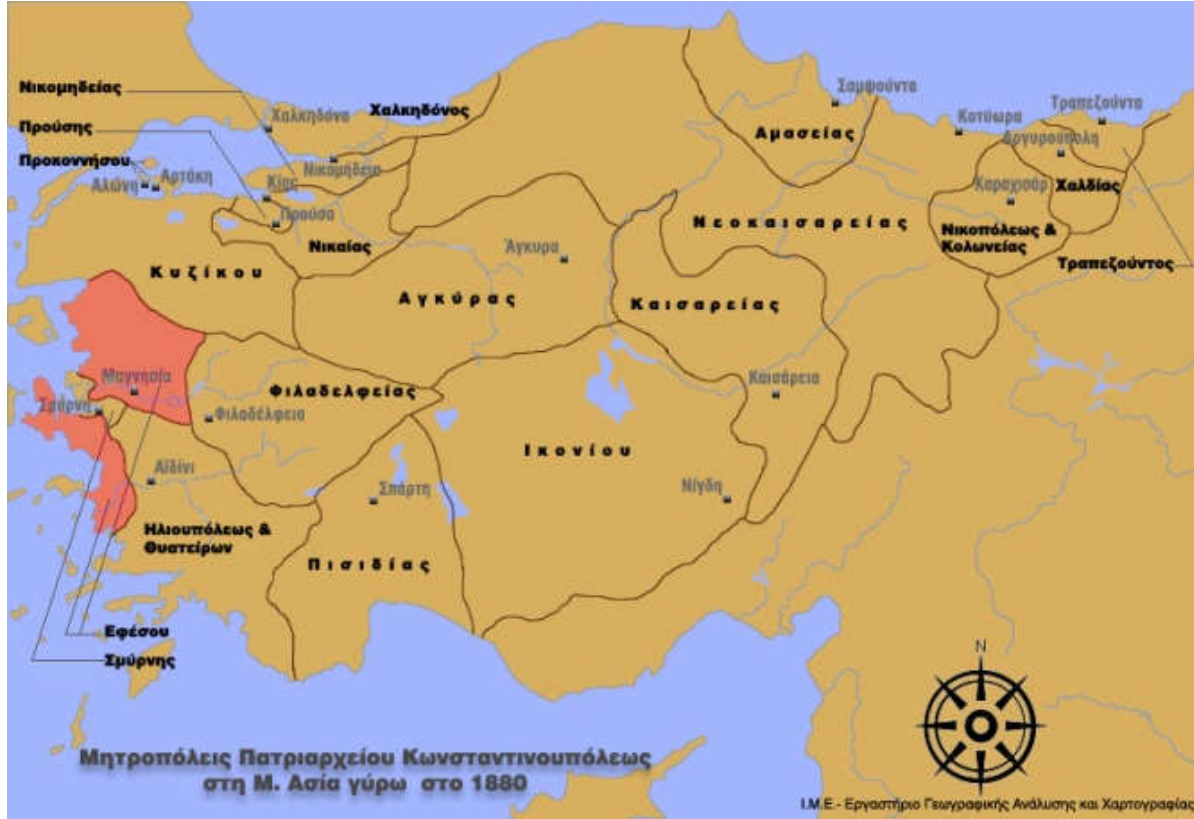 Νικομηδείας
Χαλκηδόνα
Χαλκηδόνος
Προύσης
Προκοννήσου
Νικομήδεια
Αλώνη
Αρτάκη
Κίος
Προύσα
Νικαίας
Κυζίκου
Σαμψούντα
Αμασείας
Κοτύωρα
Τραπεζούντα
Αργυρούπολη
Καραχισάρ
Χαλδίας
Νεοκαισαρείας
Νικοπόλεως &
Κολωνείας
Τραπεζούντος
Άγκυρα
Αγκύρας
Καισαρείας
Μαγνησία
Σμύρνη
Φιλαδελφείας
Φιλαδέλφεια
Καισάρεια
Ικονίου
Αϊδίνι
Σπάρτη
Νίγδη
Ηλιουπόλεως &
Θυατείρων
Πισιδίας
Εφέσου
Σμύρνης
N
Μητροπόλεις Πατριαρχείου Κωνσταντινουπόλεως
στη Μ. Ασία γύρω στο 1880
Ι.Μ.Ε.- Εργαστήριο Γεωγραφικής Ανάλυσης και Χαρτογραφίας